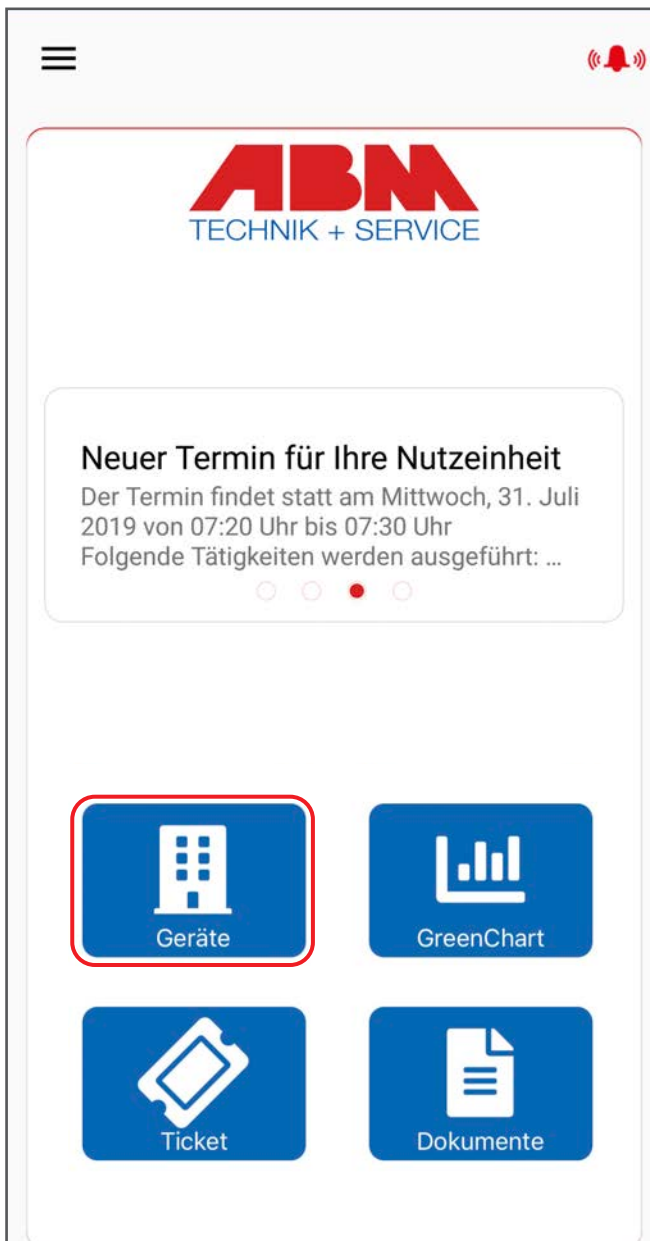 ABM
TECHNIK + SERVICE
Neuer Termin für Ihre Nutzeinheit
Der Termin findet statt am Mittwoch, 31. Juli
2019 von 07:20 Uhr bis 07:30 Uhr
Folgende Tätigkeiten werden ausgeführt: ...
Geräte
GreenChart
Ticket
Dokumente